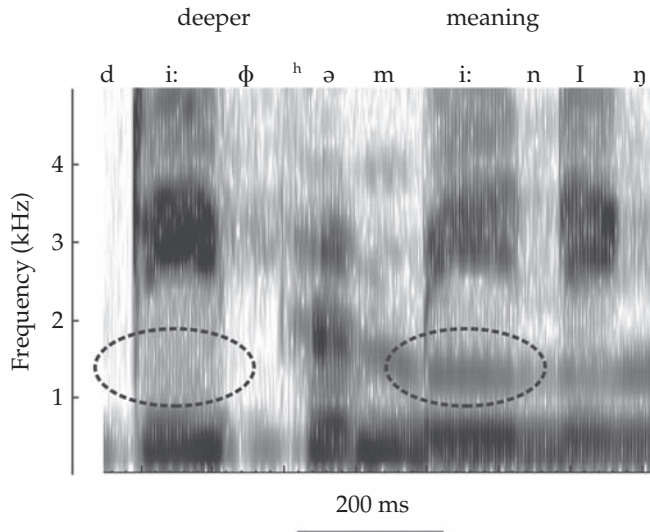 deeper meaning
d i: ɸ ʰ ə m i: n I ŋ
4
3
2
1
Frequency (kHz)
200 ms